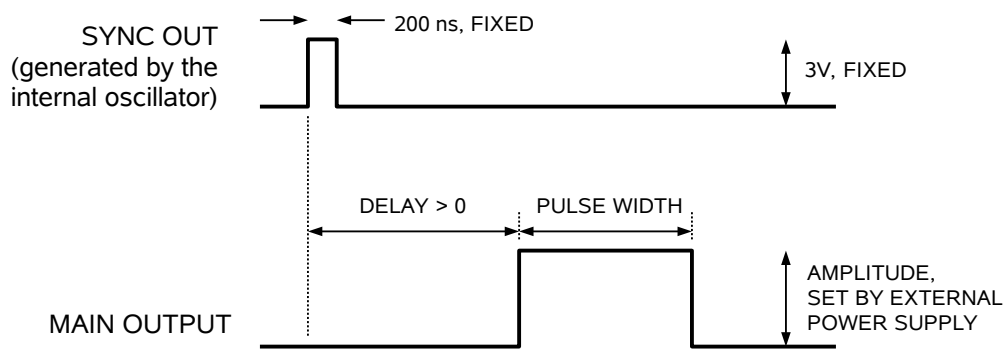 200 ns, FIXED
SYNC OUT
(generated by the
internal oscillator)
3V, FIXED
DELAY > 0
PULSE WIDTH
AMPLITUDE,
SET BY EXTERNAL
POWER SUPPLY
MAIN OUTPUT